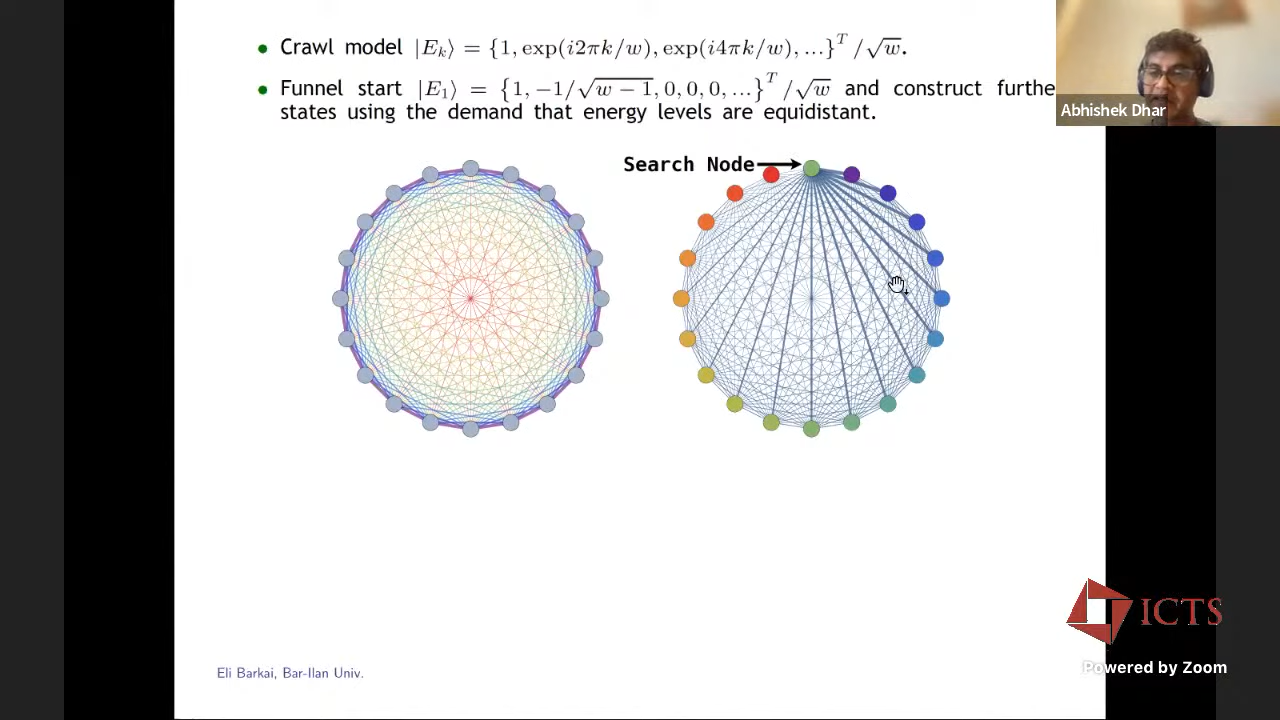 Crawl model |E_k⟩ = {1, exp(i2πk/w), exp(i4πk/w), ...}^T /√w.
Funnel start |E_1⟩ = {1, −1/√w − 1, 0, 0, 0, ...}^T /√w and construct furthe
states using the demand that energy levels are equidistant.
Abhishek Dhar
Search Node
ICTS
Eli Barkai, Bar-Ilan Univ.
Powered by Zoom